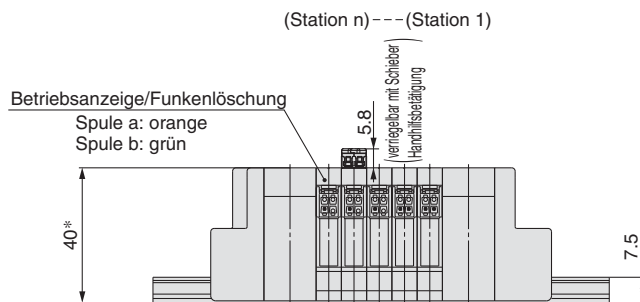 (Station n) --- (Station 1)
Betriebsanzeige/Funkenlöschung
Spule a: orange
Spule b: grün
5.8
(verriegelbar mit Schieber)
Handhilfsbetätigung
40*
7.5